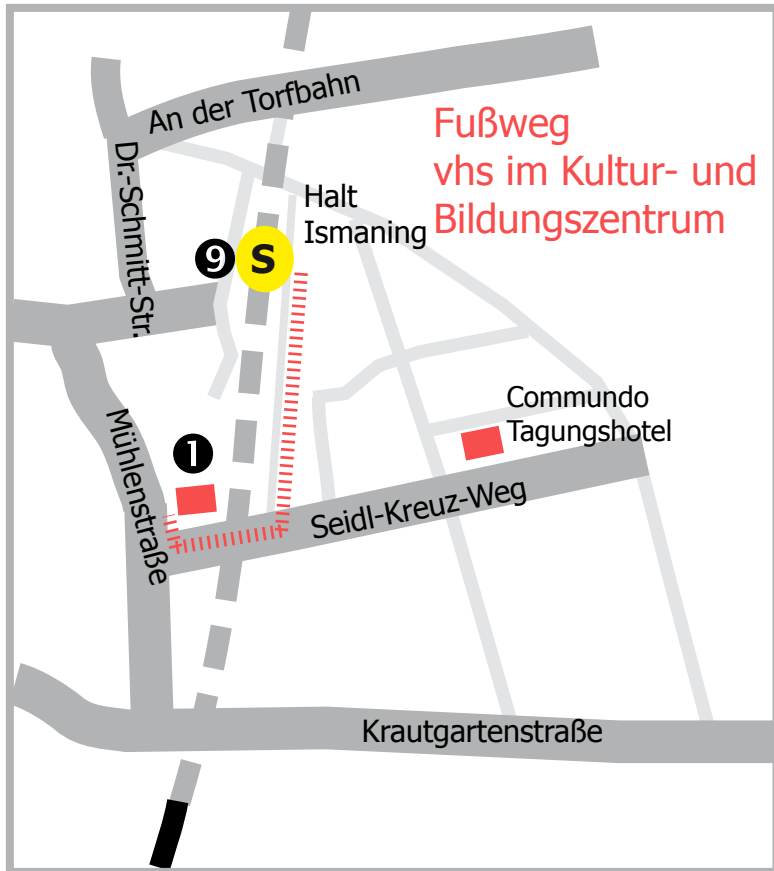 An der Torfbahn
Fußweg
vhs im Kultur- und
Bildungszentrum
Dr.-Schmitt-Str.
Halt
Ismaning
9
S
Commundo
Tagungshotel
Mühlenstraße
1
Seidl-Kreuz-Weg
Krautgartenstraße